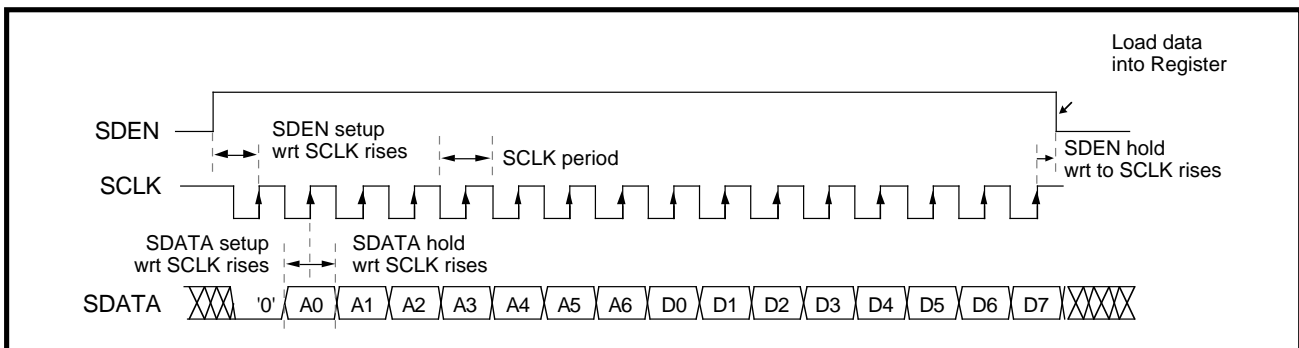 Load data
into Register
SDEN
SDEN setup
wrt SCLK rises
SCLK period
SDEN hold
wrt to SCLK rises
SCLK
SDATA setup
wrt SCLK rises
SDATA hold
wrt SCLK rises
SDATA '0' A0 A1 A2 A3 A4 A5 A6 D0 D1 D2 D3 D4 D5 D6 D7